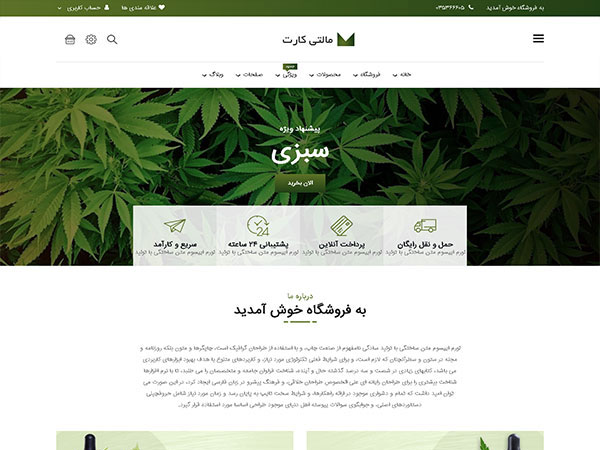 به فروشگاه خوش آمدید
۰۳۵۳۶۶۶۰۵
علاقه مندی ها
حساب کاربری
مالتی کارت
جدید
خانه
فروشگاه
محصولات
ویژگی
صفحات
وبلاگ
پیشنهاد ویژه
سبزی
الان بخرید
حمل و نقل رایگان
لورم ایپسوم متن ساختگی با تولید
پرداخت آنلاین
لورم ایپسوم متن ساختگی با تولید
24
پشتیبانی ۲۴ ساعته
لورم ایپسوم متن ساختگی با تولید
سریع و کارآمد
لورم ایپسوم متن ساختگی با تولید
درباره ما
به فروشگاه خوش آمدید
لورم ایپسوم متن ساختگی با تولید سادگی نامفهوم از صنعت چاپ، و با استفاده از طراحان گرافیک است، چاپگرها و متون بلکه روزنامه و
مجله در ستون و سطرآنچنان که لازم است، و برای شرایط فعلی تکنولوژی مورد نیاز، و کاربردهای متنوع با هدف بهبود ابزارهای کاربردی
می باشد، کتابهای زیادی در شصت و سه درصد گذشته حال و آینده، شناخت فراوان جامعه و متخصصان را می طلبد، تا با نرم افزارها
شناخت بیشتری را برای طراحان رایانه ای علی الخصوص طراحان خلاقی، و فرهنگ پیشرو در زبان فارسی ایجاد کرد، در این صورت می
توان امید داشت که تمام و دشواری موجود در ارائه راهکارها، و شرایط سخت تایپ به پایان رسد و زمان مورد نیاز شامل حروفچینی
دستاوردهای اصلی، و جوابگوی سوالات پیوسته اهل دنیای موجود طراحی اساسا مورد استفاده قرار گیرد.